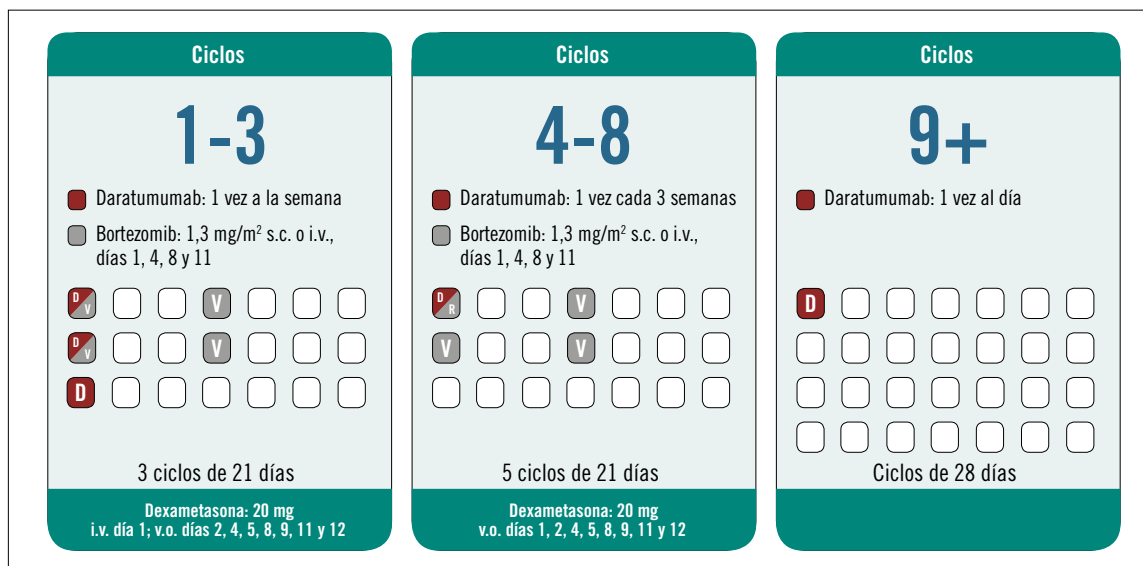 Ciclos
1-3
Daratumumab: 1 vez a la semana
Bortezomib: 1,3 mg/m² s.c. o i.v.,
días 1, 4, 8 y 11
D V V
D V V
D
3 ciclos de 21 días
Dexametasona: 20 mg
i.v. día 1; v.o. días 2, 4, 5, 8, 9, 11 y 12
Ciclos
4-8
Daratumumab: 1 vez cada 3 semanas
Bortezomib: 1,3 mg/m² s.c. o i.v.,
días 1, 4, 8 y 11
D R V
V V
5 ciclos de 21 días
Dexametasona: 20 mg
v.o. días 1, 2, 4, 5, 8, 9, 11 y 12
Ciclos
9+
Daratumumab: 1 vez al día
D
Ciclos de 28 días